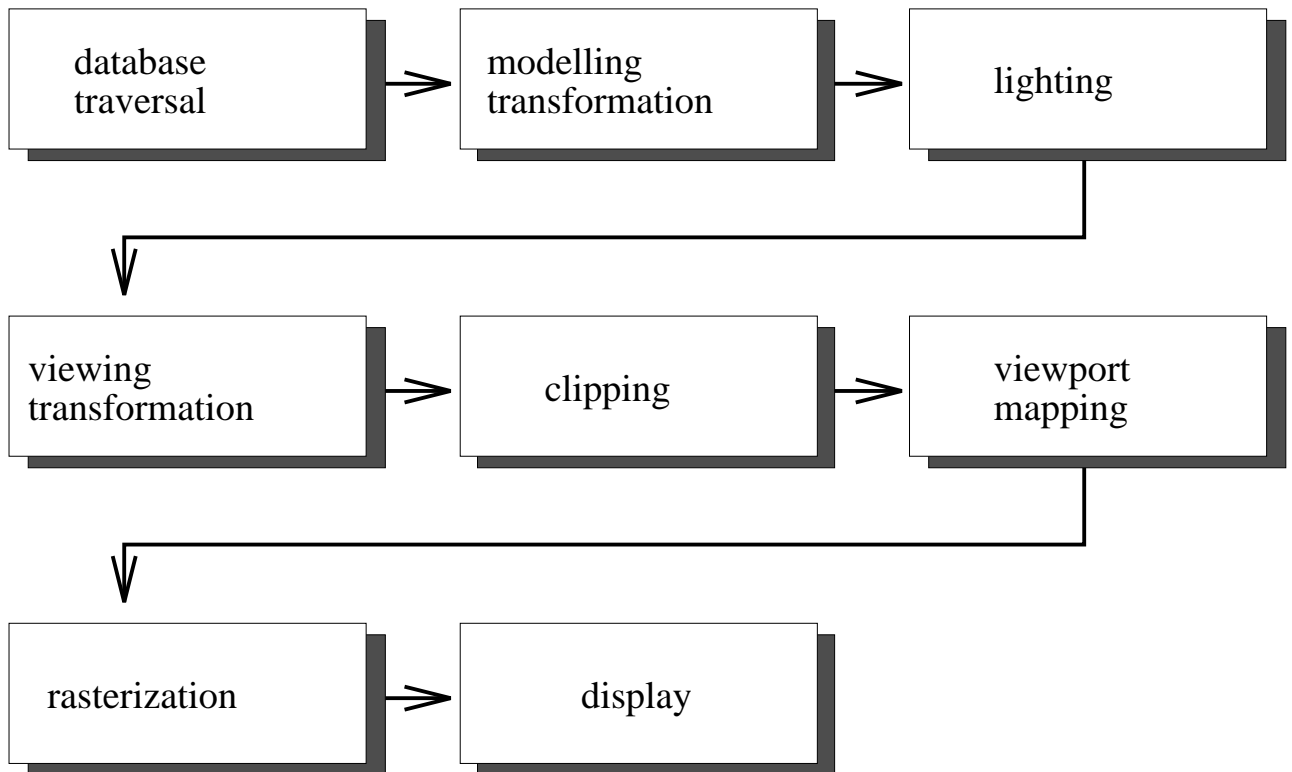 database
traversal
modelling
transformation
lighting
viewing
transformation
clipping
viewport
mapping
rasterization
display